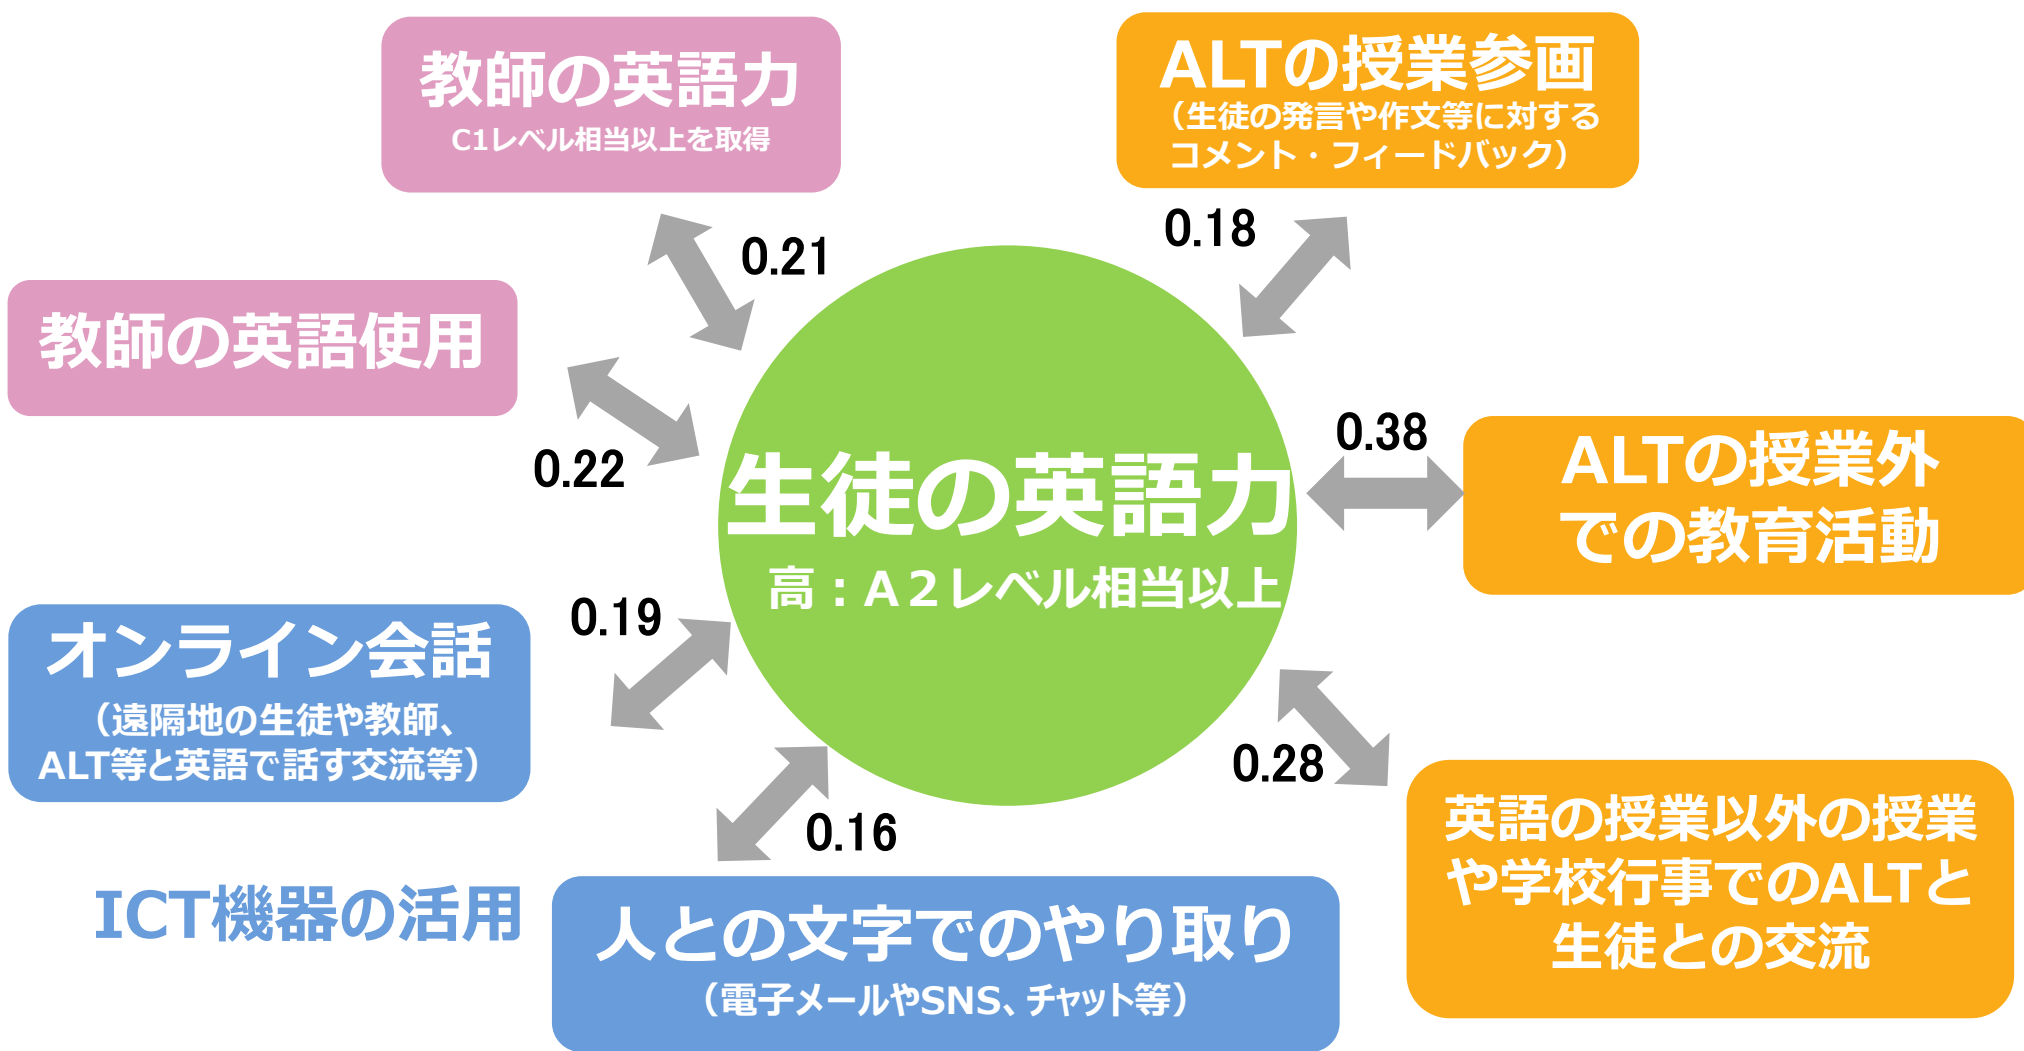 教師の英語力
C1レベル相当以上を取得
ALTの授業参画
（生徒の発言や作文等に対する
コメント・フィードバック）
0.21
0.18
教師の英語使用
0.22
0.38
ALTの授業外
での教育活動
生徒の英語力
高：A２レベル相当以上
オンライン会話
（遠隔地の生徒や教師、
ALT等と英語で話す交流等）
0.19
0.28
英語の授業以外の授業
や学校行事でのALTと
生徒との交流
0.16
ICT機器の活用
人との文字でのやり取り
（電子メールやSNS、チャット等）